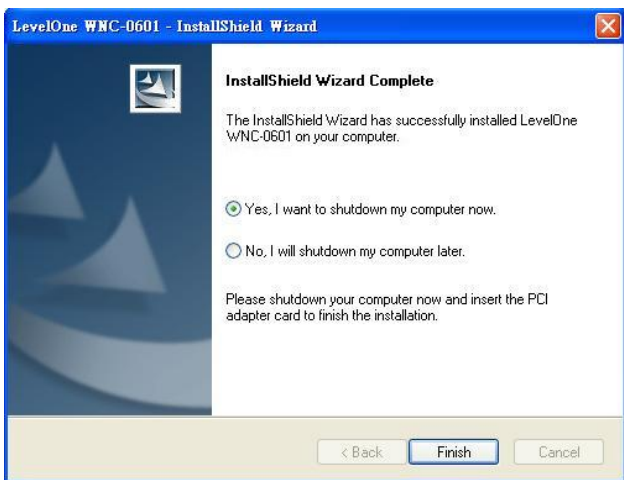 LevelOne WNC-0601 - InstallShield Wizard
InstallShield Wizard Complete
The InstallShield Wizard has successfully installed LevelOne
WNC-0601 on your computer.
Yes, I want to shutdown my computer now.
No, I will shutdown my computer later.
Please shutdown your computer now and insert the PCI
adapter card to finish the installation.
< Back Finish Cancel